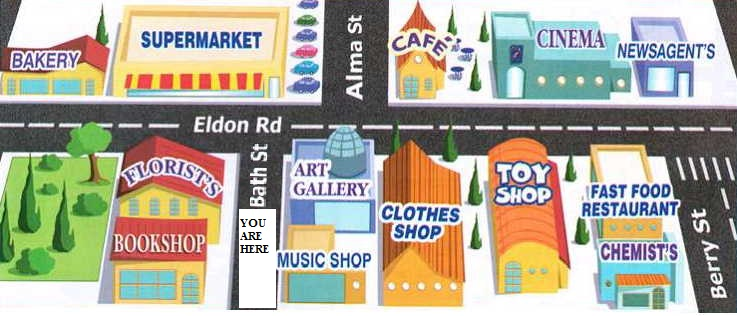 BAKERY
SUPERMARKET
Alma St
CAFÉ
CINEMA
NEWSAGENT'S
Eldon Rd
FLORIST'S
BOOKSHOP
Bath St
YOU
ARE
HERE
ART
GALLERY
MUSIC SHOP
CLOTHES
SHOP
TOY
SHOP
FAST FOOD
RESTAURANT
CHEMIST'S
Berry St